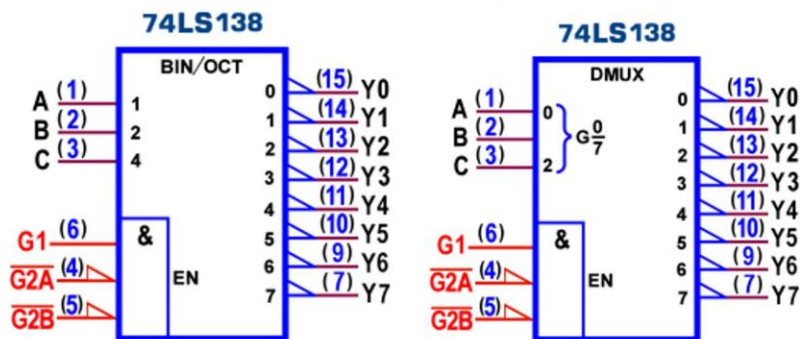 74LS138
BIN/OCT
A (1) 1
B (2) 2
C (3) 4
G1 (6) &
G2A (4) EN
G2B (5)
0 (15) Y0
1 (14) Y1
2 (13) Y2
3 (12) Y3
4 (11) Y4
5 (10) Y5
6 (9) Y6
7 (7) Y7
74LS138
DMUX
A (1) 0
B (2) G 0/7
C (3) 2
G1 (6) &
G2A (4) EN
G2B (5)
0 (15) Y0
1 (14) Y1
2 (13) Y2
3 (12) Y3
4 (11) Y4
5 (10) Y5
6 (9) Y6
7 (7) Y7